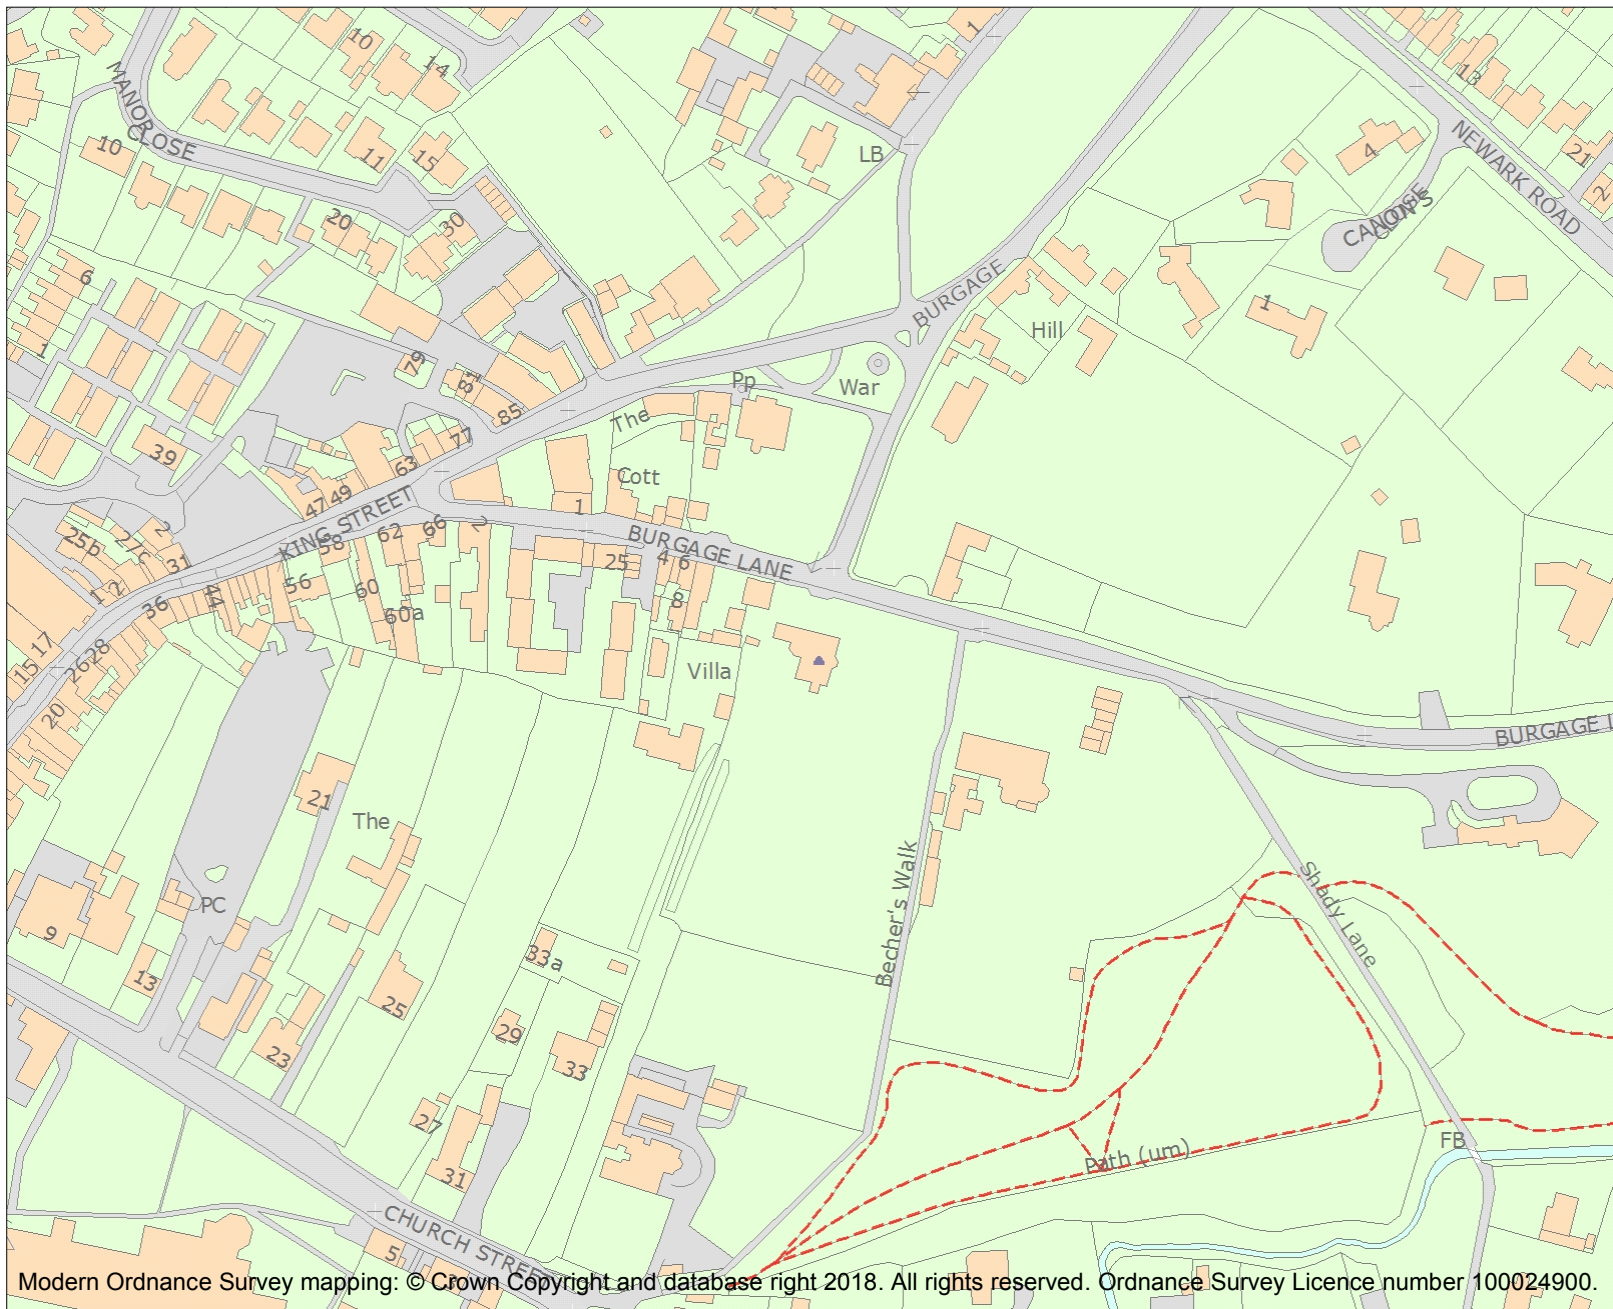 10
14
1
13
MANOR
CLOSE
10
11
15
20
30
LB
4
21
2
NEWARK ROAD
CANON'S
CLOSE
6
1
BURGAGE
1
Hill
79
81
85
Pp
War
The
77
63
39
47
49
Cott
1
KING STREET
58
62
66
2
BURGAGE LANE
25b
27c
2
31
1
2
36
44
56
60
60a
25
4
6
8
15
17
26
28
20
Villa
BURGAGE L
21
The
PC
9
13
25
23
33a
29
33
27
31
Becher's Walk
Shady Lane
Path (um)
FB
CHURCH STREET
5
Modern Ordnance Survey mapping: © Crown Copyright and database right 2018. All rights reserved. Ordnance Survey Licence number 100024900.